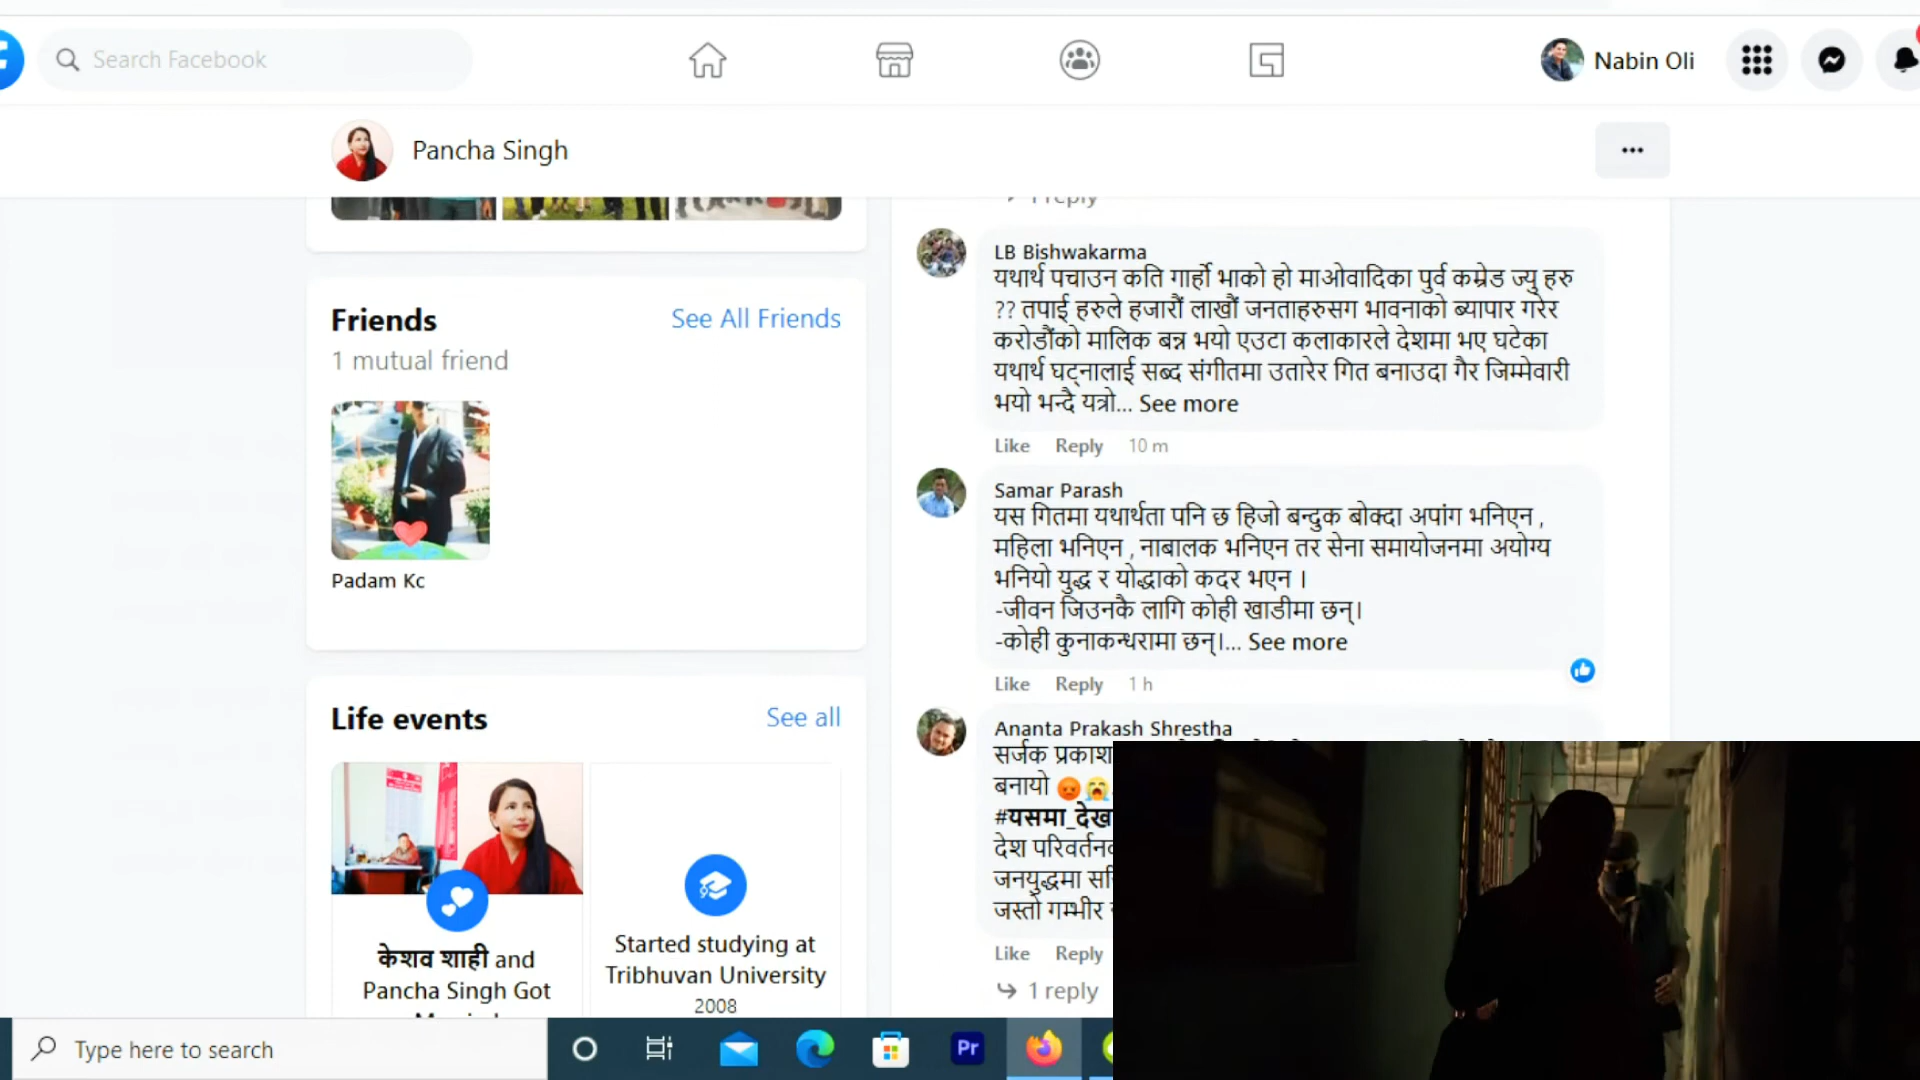 Search Facebook
Nabin Oli
Pancha Singh
1 reply
Friends
See All Friends
1 mutual friend
Padam Kc
Life events
See all
केशव शाही and
Pancha Singh Got
Started studying at
Tribhuvan University
2008
LB Bishwakarma
यथार्थ पचाउन कति गार्हो भाको हो माओवादिका पुर्व कम्रेड ज्यु हरु
?? तपाई हरुले हजारौं लाखौं जनताहरुसग भावनाको ब्यापार गरेर
करोडौंको मालिक बन्न भयो एउटा कलाकारले देशमा भए घटेका
यथार्थ घट्नालाई सब्द संगीतमा उतारेर गित बनाउदा गैर जिम्मेवारी
भयो भन्दै यत्रो... See more
Like Reply 10 m
Samar Parash
यस गितमा यथार्थता पनि छ हिजो बन्दुक बोक्दा अपांग भनिएन ,
महिला भनिएन , नाबालक भनिएन तर सेना समायोजनमा अयोग्य
भनियो युद्ध र योद्धाको कदर भएन ।
-जीवन जिउनकै लागि कोही खाडीमा छन्।
-कोही कुनाकन्धरामा छन्।... See more
Like Reply 1 h
Ananta Prakash Shrestha
सर्जक प्रकाश
बनायो 😡😭
#यसमा_देख
देश परिवर्तनव
जनयुद्धमा
जस्तो गम्भीर
Like Reply
1 reply
Type here to search
Pr